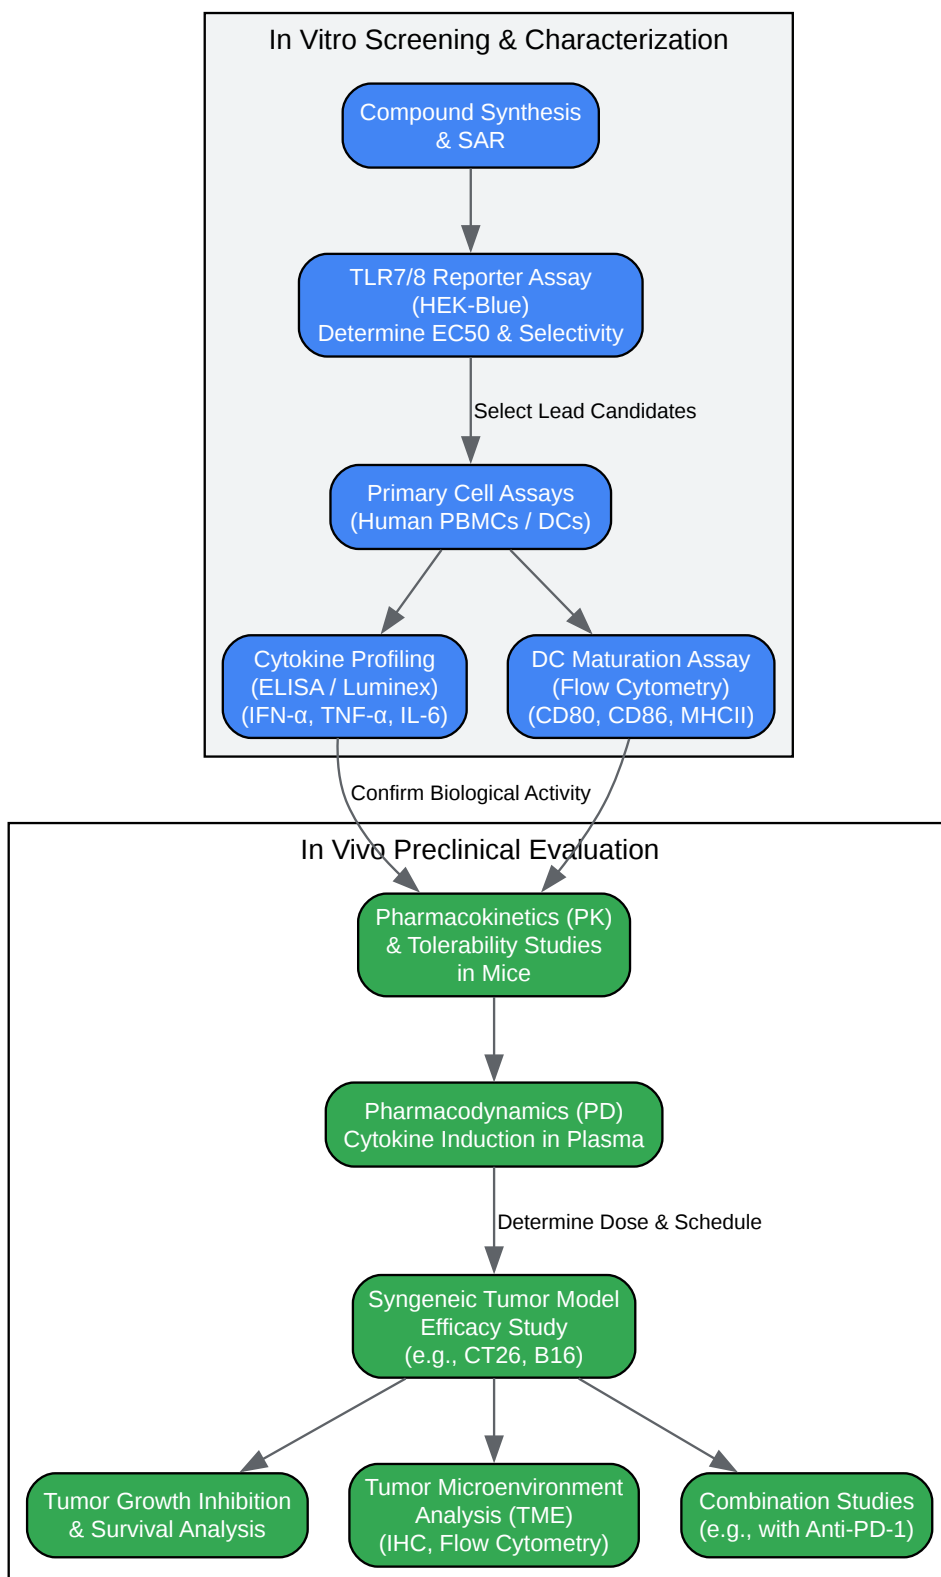 In Vitro Screening & Characterization
Compound Synthesis
& SAR
TLR7/8 Reporter Assay
(HEK-Blue)
Determine EC50 & Selectivity
Select Lead Candidates
Primary Cell Assays
(Human PBMCs / DCs)
Cytokine Profiling
(ELISA / Luminex)
(IFN-α, TNF-α, IL-6)
DC Maturation Assay
(Flow Cytometry)
(CD80, CD86, MHCII)
Confirm Biological Activity
In Vivo Preclinical Evaluation
Pharmacokinetics (PK)
& Tolerability Studies
in Mice
Pharmacodynamics (PD)
Cytokine Induction in Plasma
Determine Dose & Schedule
Syngeneic Tumor Model
Efficacy Study
(e.g., CT26, B16)
Tumor Growth Inhibition
& Survival Analysis
Tumor Microenvironment
Analysis (TME)
(IHC, Flow Cytometry)
Combination Studies
(e.g., with Anti-PD-1)